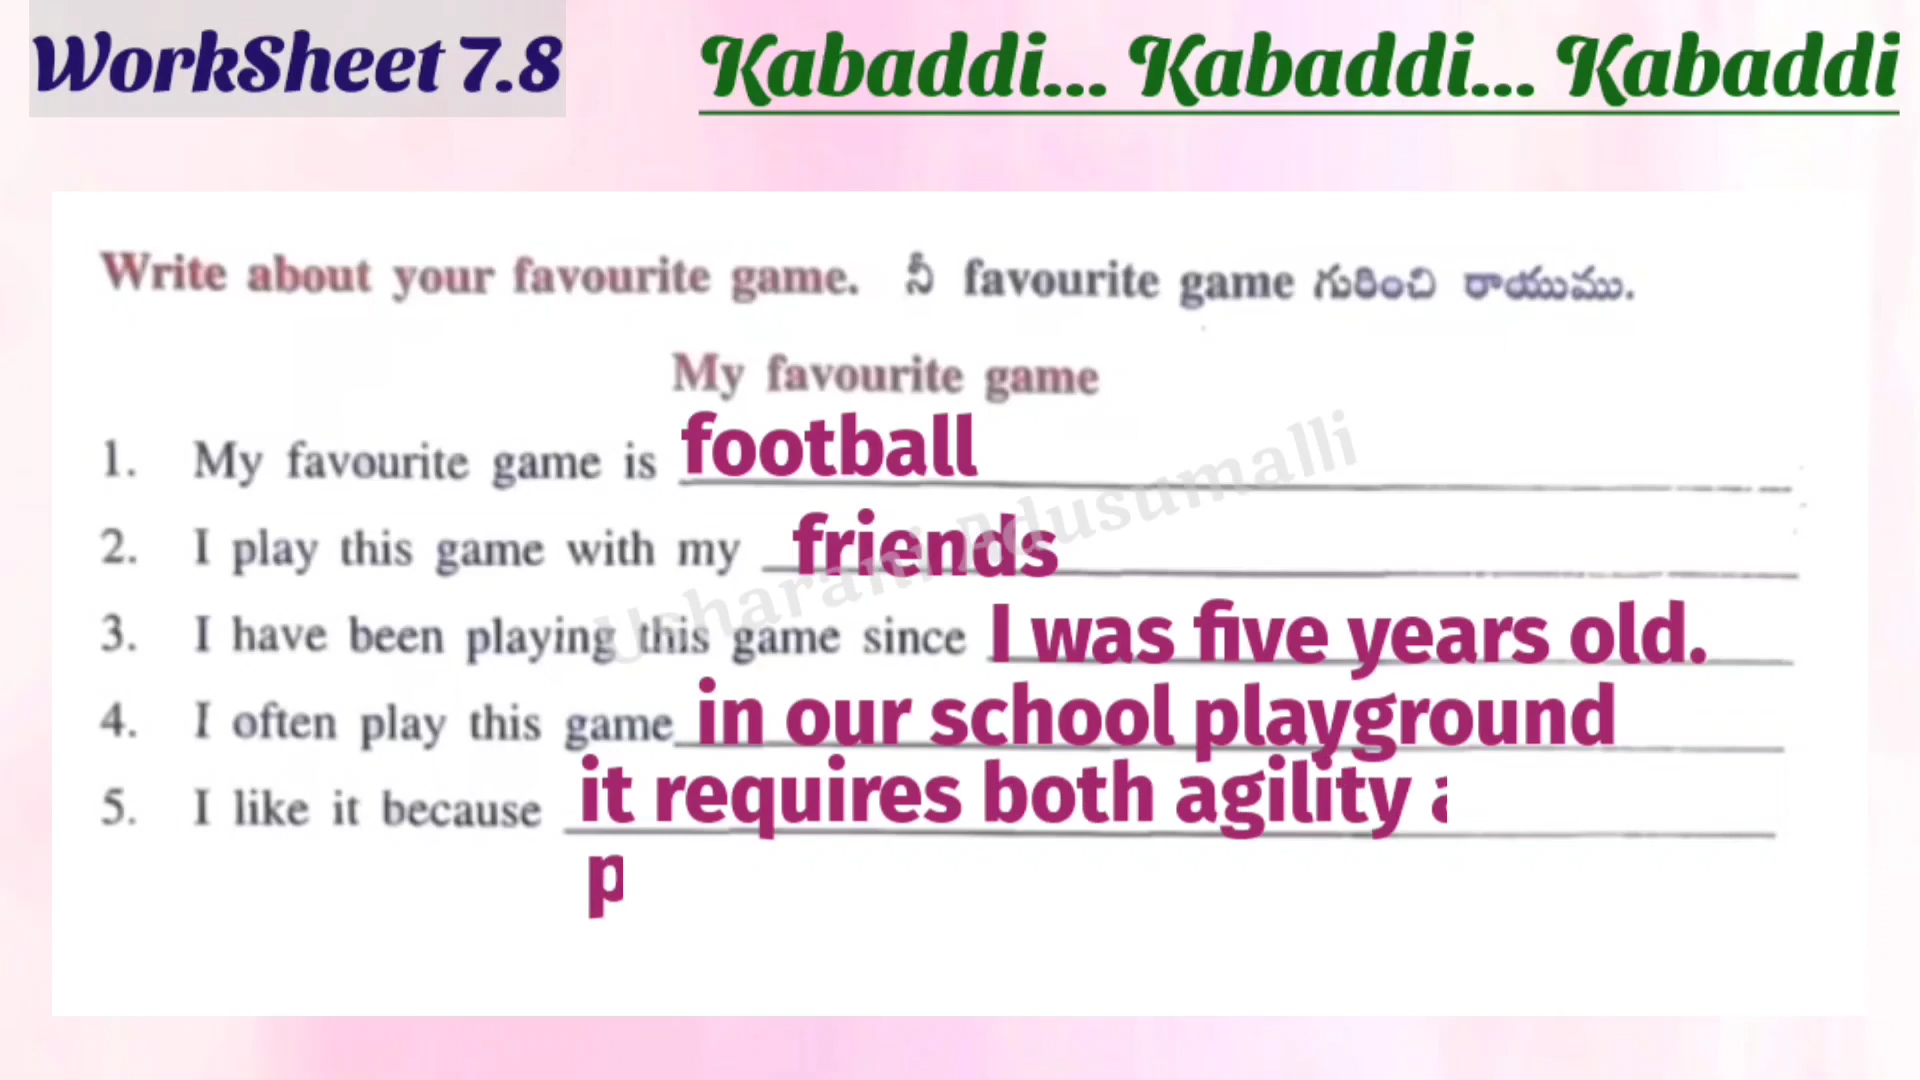 WorkSheet 7.8
Kabaddi... Kabaddi... Kabaddi
Write about your favourite game. నీ favourite game గురించి రాయుము.
My favourite game
1. My favourite game is football
2. I play this game with my friends
3. I have been playing this game since I was five years old.
4. I often play this game in our school playground
5. I like it because it requires both agility a
p
Usharani Adusumalli